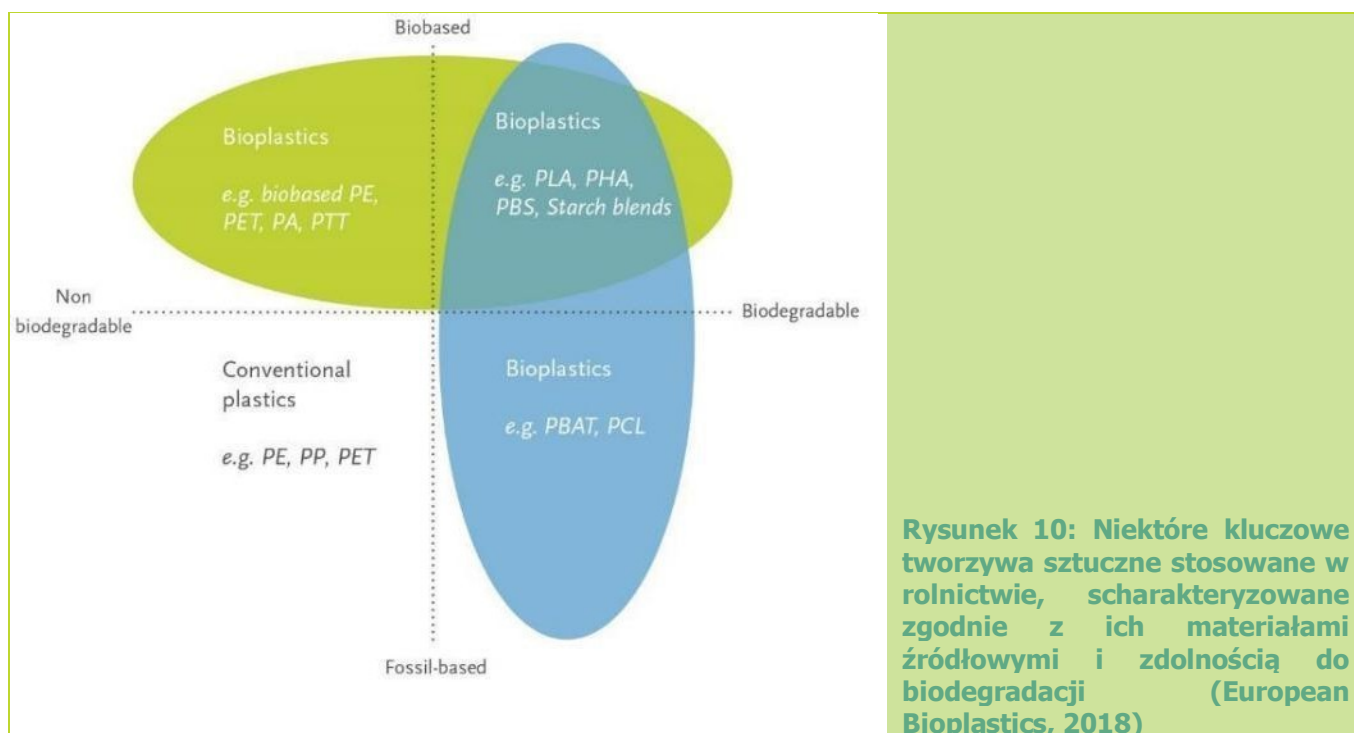 Biobased
Bioplastics
e.g. biobased PE,
PET, PA, PTT
Bioplastics
e.g. PLA, PHA,
PBS, Starch blends
Non
biodegradable
Biodegradable
Conventional
plastics
e.g. PE, PP, PET
Bioplastics
e.g. PBAT, PCL
Fossil-based
Rysunek 10: Niektóre kluczowe
tworzywa sztuczne stosowane w
rolnictwie, scharakteryzowane
zgodnie z ich materiałami
źródłowymi i zdolnością do
biodegradacji (European
Bioplastics, 2018)